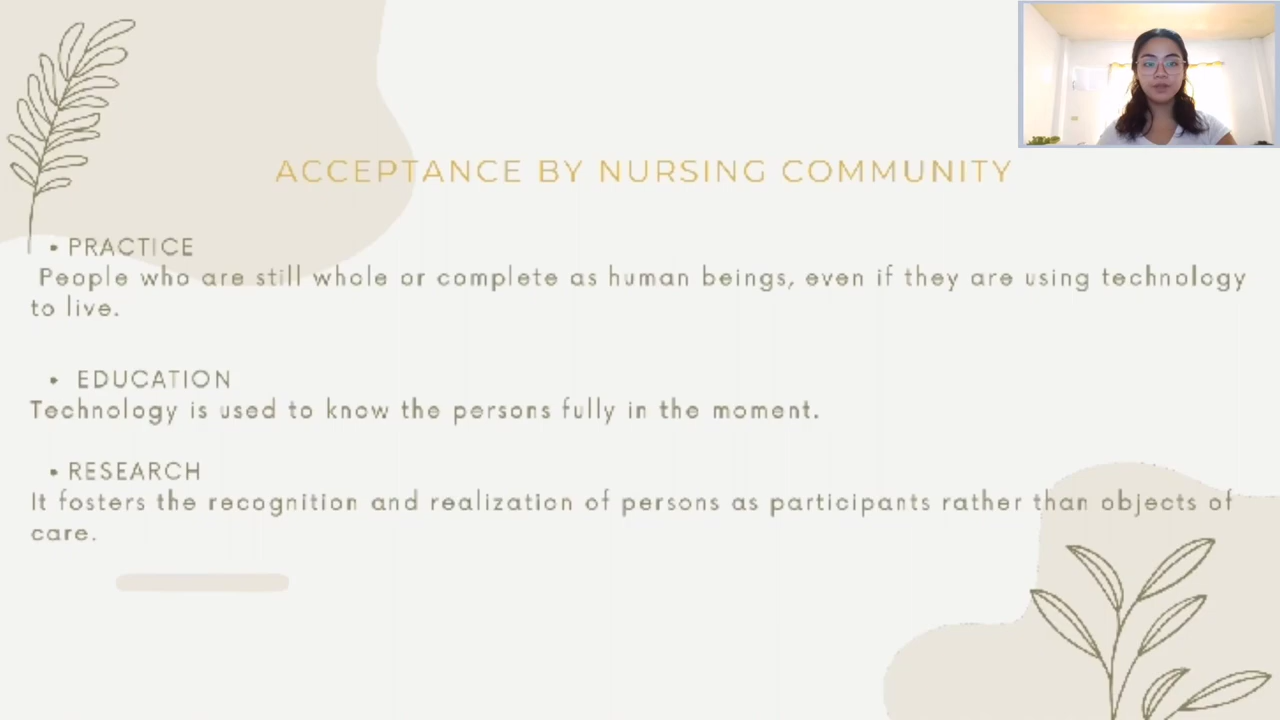 ACCEPTANCE BY NURSING COMMUNITY
• PRACTICE
People who are still whole or complete as human beings, even if they are using technology
to live.
• EDUCATION
Technology is used to know the persons fully in the moment.
• RESEARCH
It fosters the recognition and realization of persons as participants rather than objects of
care.